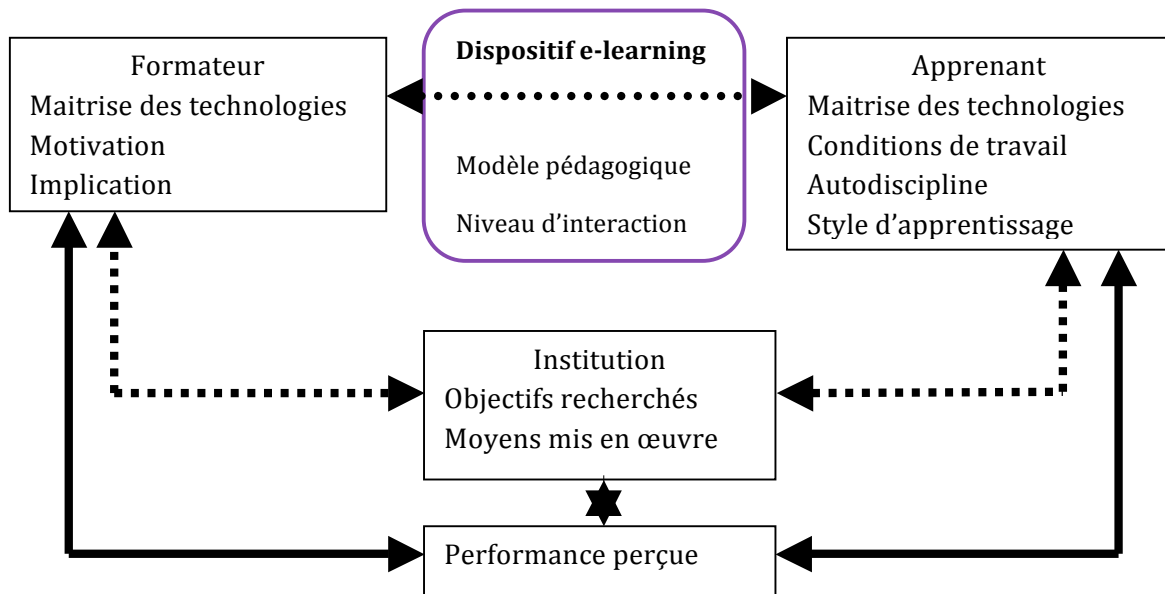 Formateur
Maitrise des technologies
Motivation
Implication
Dispositif e-learning
Modèle pédagogique
Niveau d’interaction
Apprenant
Maitrise des technologies
Conditions de travail
Autodiscipline
Style d’apprentissage
Institution
Objectifs recherchés
Moyens mis en œuvre
Performance perçue